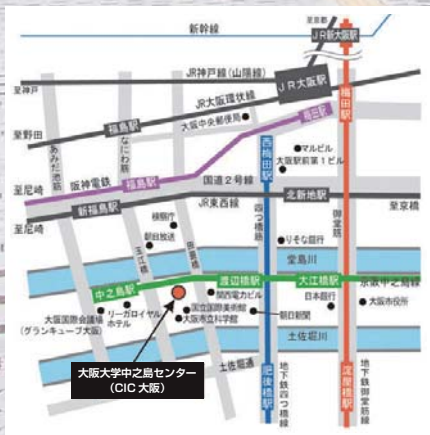 至京都
新幹線
JR新大阪駅
JR神戸線(山陽線)
至神戸
JR大阪駅
JR大阪環状線
至野田
福島駅
大阪中央郵便局
梅田駅
梅田駅
あみだ池筋
なにわ筋
西梅田駅
マルビル
大阪駅前第1ビル
阪神電鉄
福島駅
国道2号線
至尼崎
新福島駅
JR東西線
北新地駅
至京橋
至尼崎
四つ橋筋
御堂筋
検察庁
朝日放送
りそな銀行
玉江橋
田蓑橋
堂島川
中之島駅
渡辺橋駅
大江橋駅
京阪中之島線
関西電力ビル
日本銀行
大阪市役所
大阪国際会議場
(グランキューブ大阪)
リーガロイヤル
ホテル
国立国際美術館
大阪市立科学館
朝日新聞
土佐堀川
大阪大学中之島センター
(CIC 大阪)
土佐堀通
肥後橋駅
地下鉄四つ橋線
淀屋橋駅
地下鉄御堂筋線